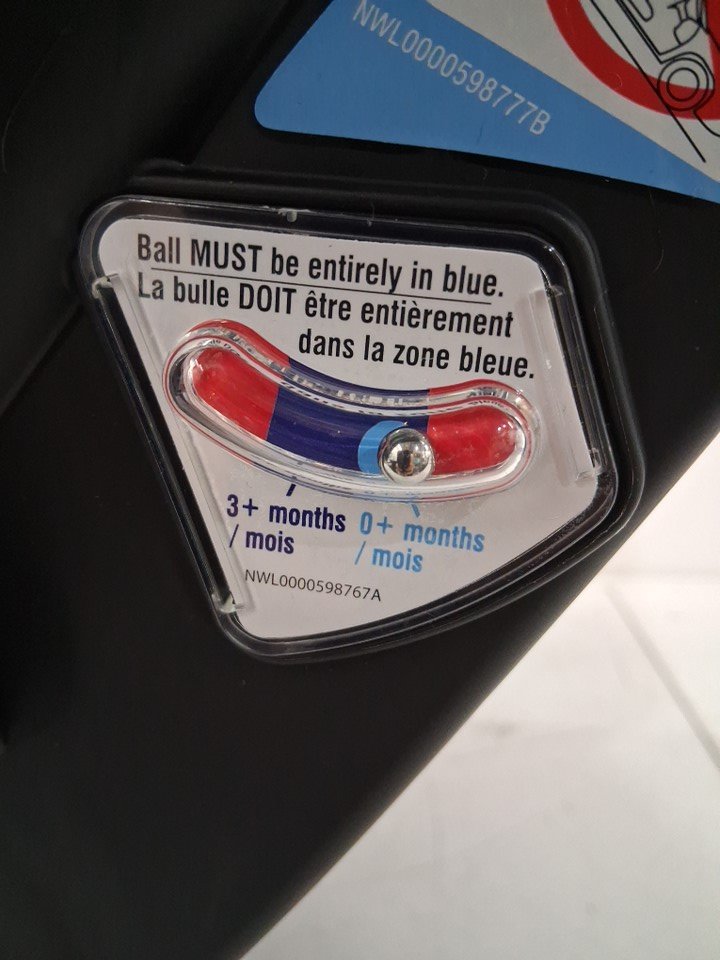 NWL0000598777B
Ball MUST be entirely in blue.
La bulle DOIT être entièrement
dans la zone bleue.
3+ months
/ mois
0+ months
/ mois
NWL0000598767A